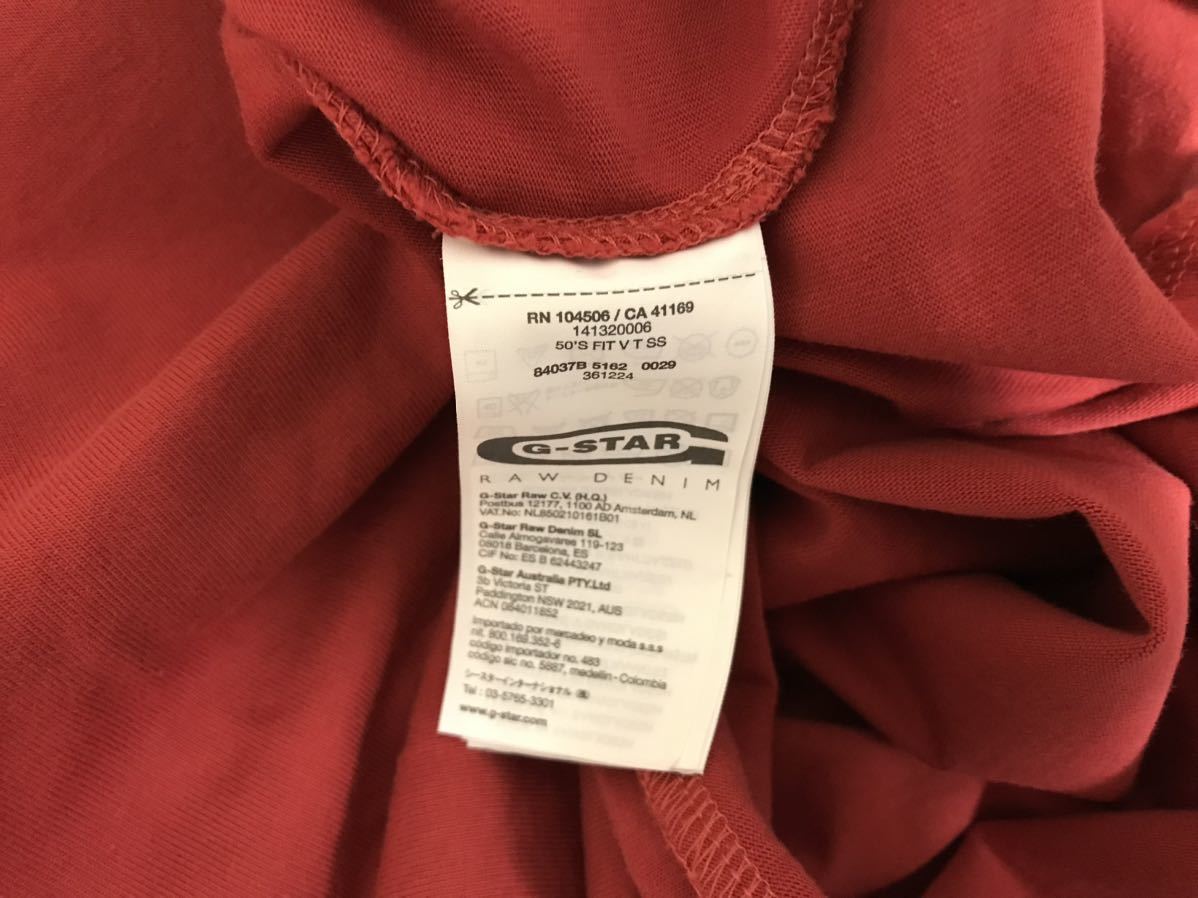 RN 104506 / CA 41169
141320006
50'S FIT V T SS
84037B 5162 0029
361224
G-STAR
RAW DENIM
G-Star Raw C.V. (H.Q.)
Postbus 12177, 1100 AD Amsterdam, NL
VAT.No: NL850210161B01
G-Star Raw Denim SL
Calle Almogavares 119-123
08018 Barcelona, ES
CIF No: ES B 62443247
G-Star Australia PTY.Ltd
3b Victoria ST
Paddington NSW 2021, AUS
ACN 084011852
Importado por mercadeo y moda s.a.s
nit. 800.169.352-6
código importador no. 483
código sic no. 5887, medellin-Colombia
シースターインターナショナル (株)
Tel : 03-5765-3301
www.g-star.com